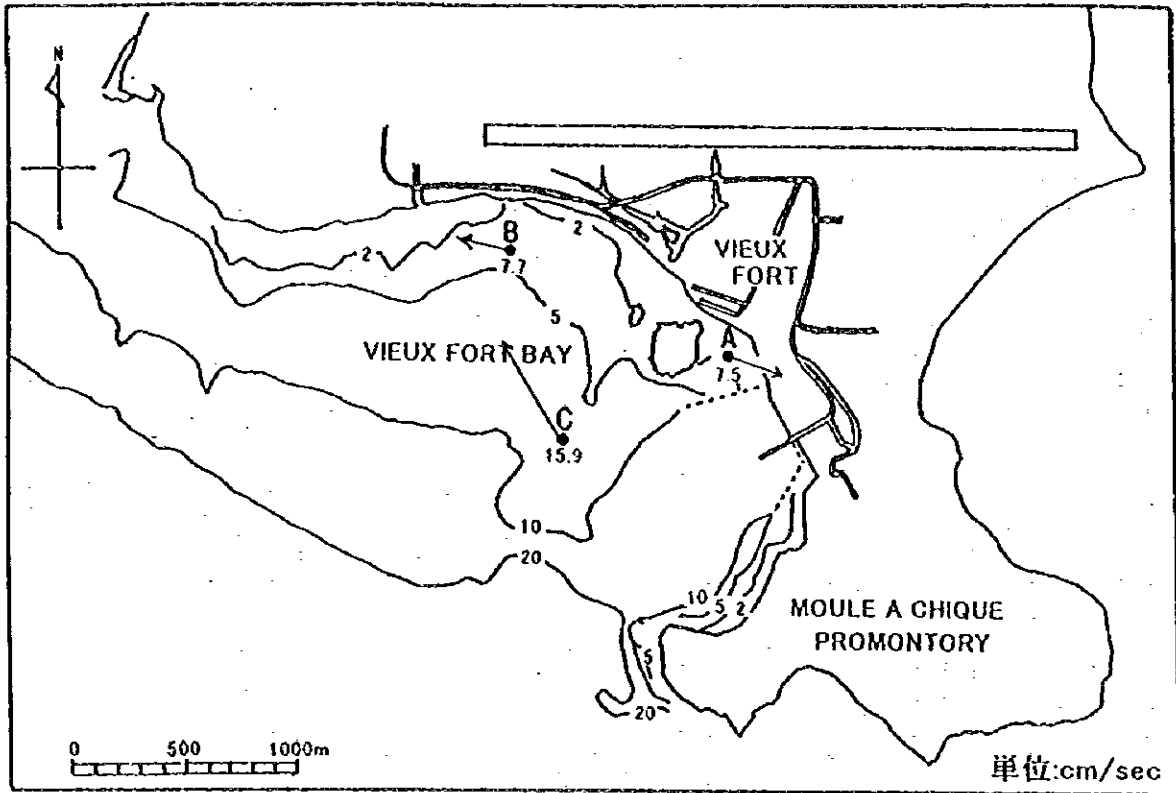 N
2
B
7.7
2
VIEUX
FORT
5
VIEUX FORT BAY
A
7.5
C
15.9
10
20
10
5
2
MOULE A CHIQUE
PROMONTORY
5
20
0 500 1000m
単位:cm/sec